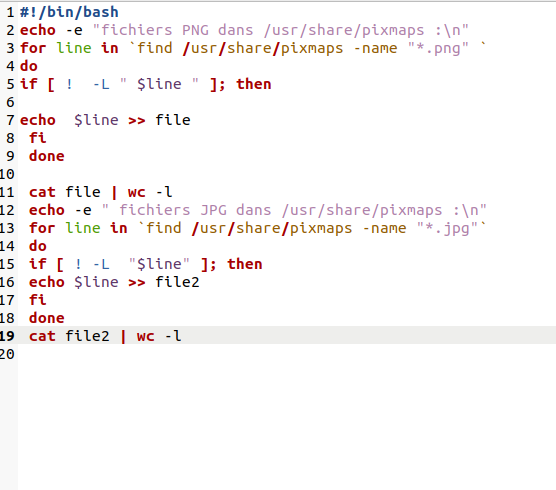 1 #!/bin/bash
2 echo -e "fichiers PNG dans /usr/share/pixmaps :\n"
3 for line in `find /usr/share/pixmaps -name "*.png" `
4 do
5 if [ !  -L " $line " ]; then
6
7 echo  $line >> file
8  fi
9  done
10
11  cat file | wc -l
12  echo -e " fichiers JPG dans /usr/share/pixmaps :\n"
13  for line in `find /usr/share/pixmaps -name "*.jpg"`
14  do
15  if [ ! -L  "$line" ]; then
16  echo $line >> file2
17  fi
18  done
19  cat file2 | wc -l
20